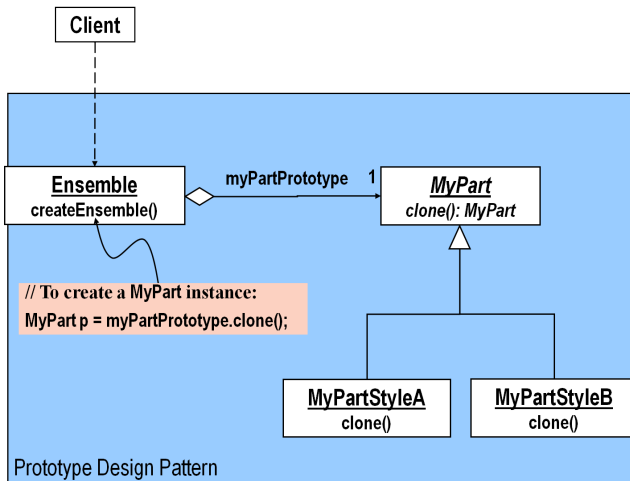 Client
Ensemble
createEnsemble()
myPartPrototype
1
MyPart
clone(): MyPart
// To create a MyPart instance:
MyPart p = myPartPrototype.clone();
MyPartStyleA
clone()
MyPartStyleB
clone()
Prototype Design Pattern